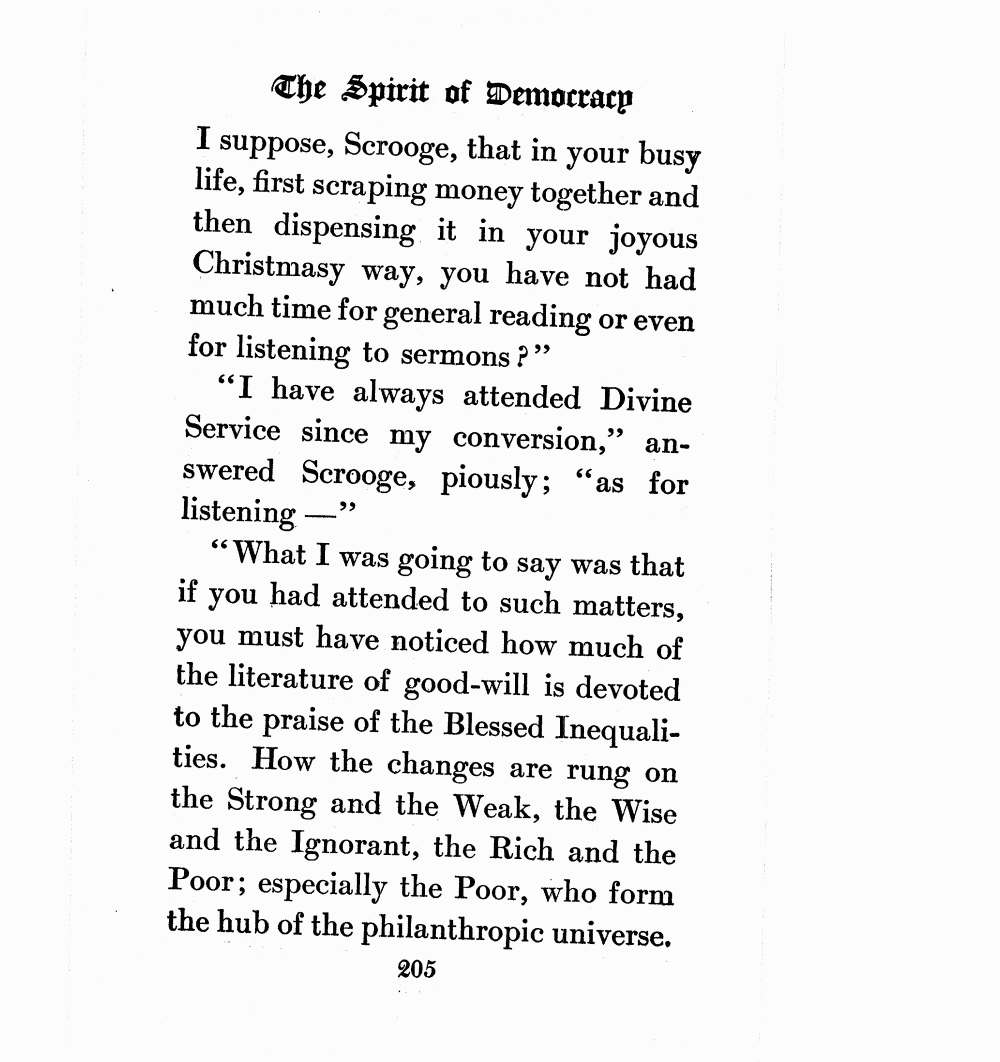 The Spirit of Democracy
I suppose, Scrooge, that in your busy
life, first scraping money together and
then dispensing it in your joyous
Christmasy way, you have not had
much time for general reading or even
for listening to sermons?”
“I have always attended Divine
Service since my conversion,” an-
swered Scrooge, piously; “as for
listening —”
“What I was going to say was that
if you had attended to such matters,
you must have noticed how much of
the literature of good-will is devoted
to the praise of the Blessed Inequali-
ties. How the changes are rung on
the Strong and the Weak, the Wise
and the Ignorant, the Rich and the
Poor; especially the Poor, who form
the hub of the philanthropic universe.
205